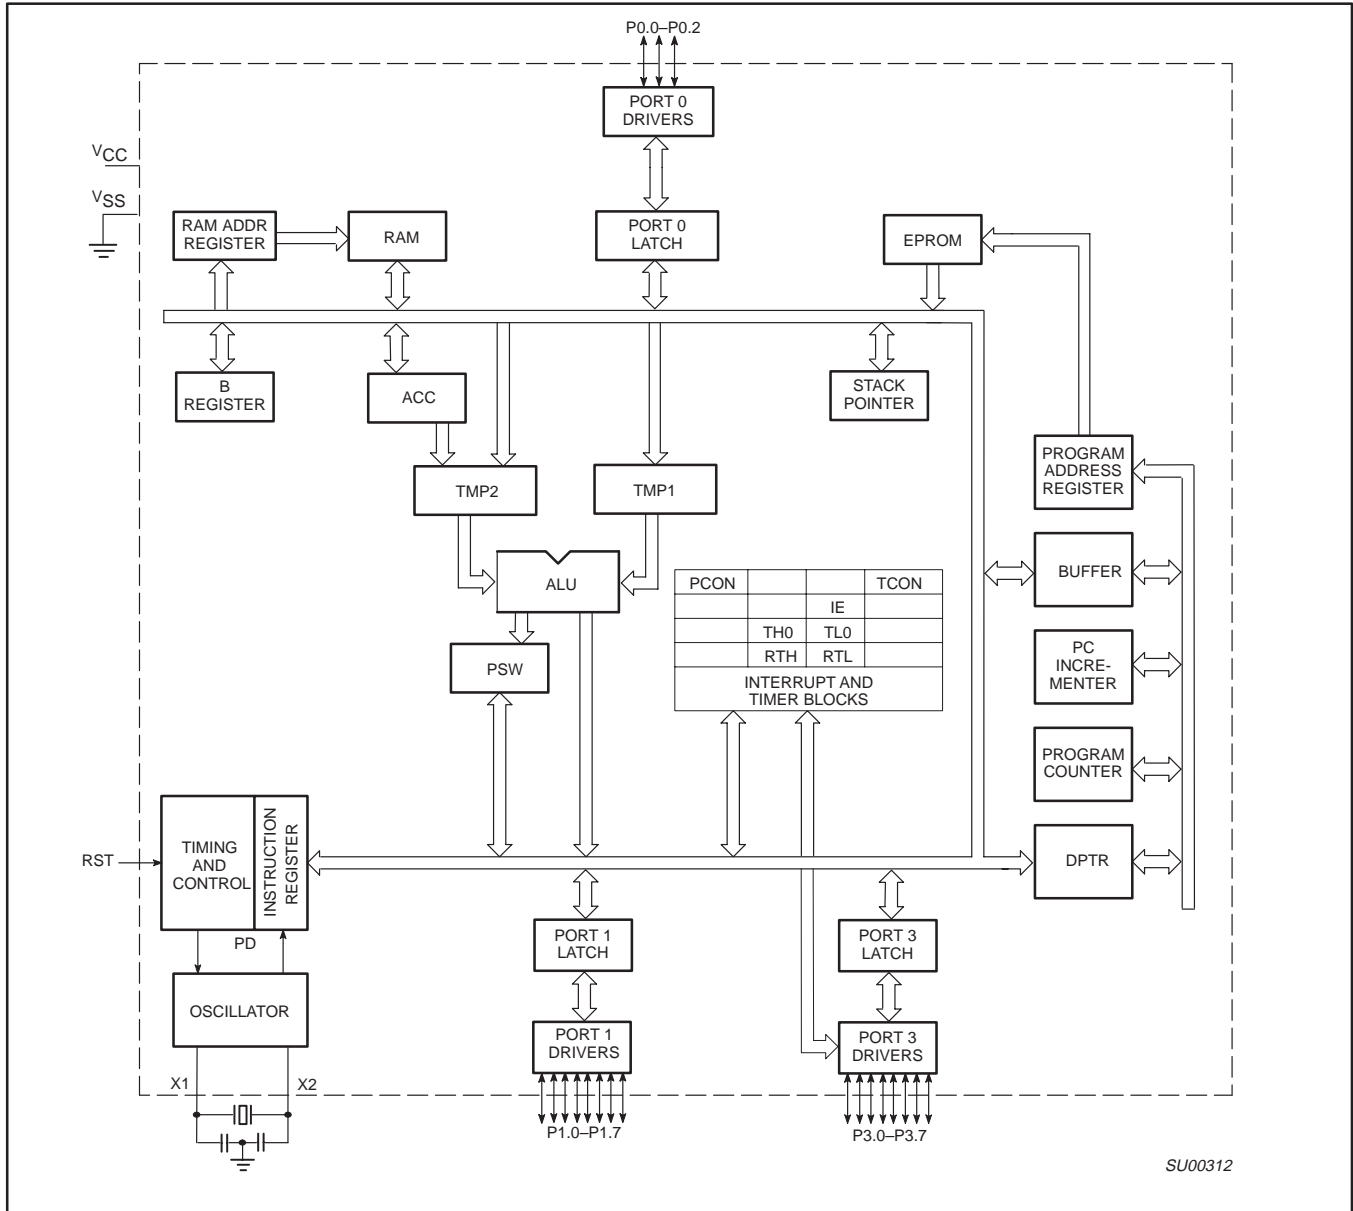 P0.0–P0.2
PORT 0
DRIVERS
VCC
VSS
RAM ADDR
REGISTER
RAM
PORT 0
LATCH
EPROM
B
REGISTER
ACC
STACK
POINTER
PROGRAM
ADDRESS
REGISTER
TMP2
TMP1
ALU
BUFFER
PCON TCON
IE
TH0 TL0
RTH RTL
INTERRUPT AND
TIMER BLOCKS
PSW
PC
INCRE-
MENTER
PROGRAM
COUNTER
RST
TIMING
AND
CONTROL
INSTRUCTION
REGISTER
DPTR
PD
PORT 1
LATCH
PORT 3
LATCH
OSCILLATOR
PORT 1
DRIVERS
PORT 3
DRIVERS
X1 X2
P1.0–P1.7
P3.0–P3.7
SU00312